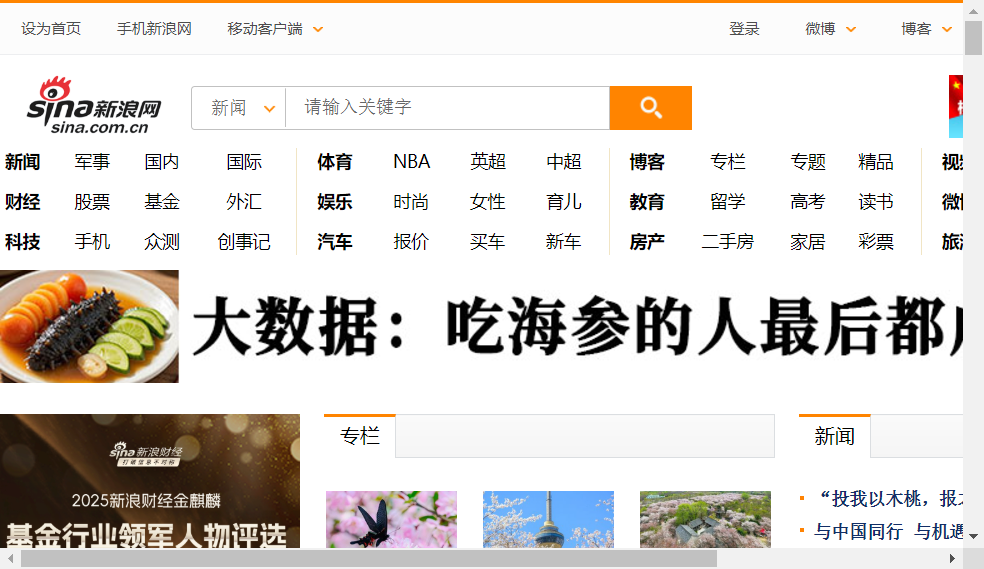 设为首页 手机新浪网 移动客户端 登录 微博 博客
sina新浪网
sina.com.cn
新闻 请输入关键字
新闻 军事 国内 国际 体育 NBA 英超 中超 博客 专栏 专题 精品
财经 股票 基金 外汇 娱乐 时尚 女性 育儿 教育 留学 高考 读书
科技 手机 众测 创事记 汽车 报价 买车 新车 房产 二手房 家居 彩票
大数据：吃海参的人最后都
专栏 新闻
sina新浪财经
打破信息不对称
2025新浪财经金麒麟
基金行业领军人物评选
“投我以木桃，报
与中国同行 与机遇